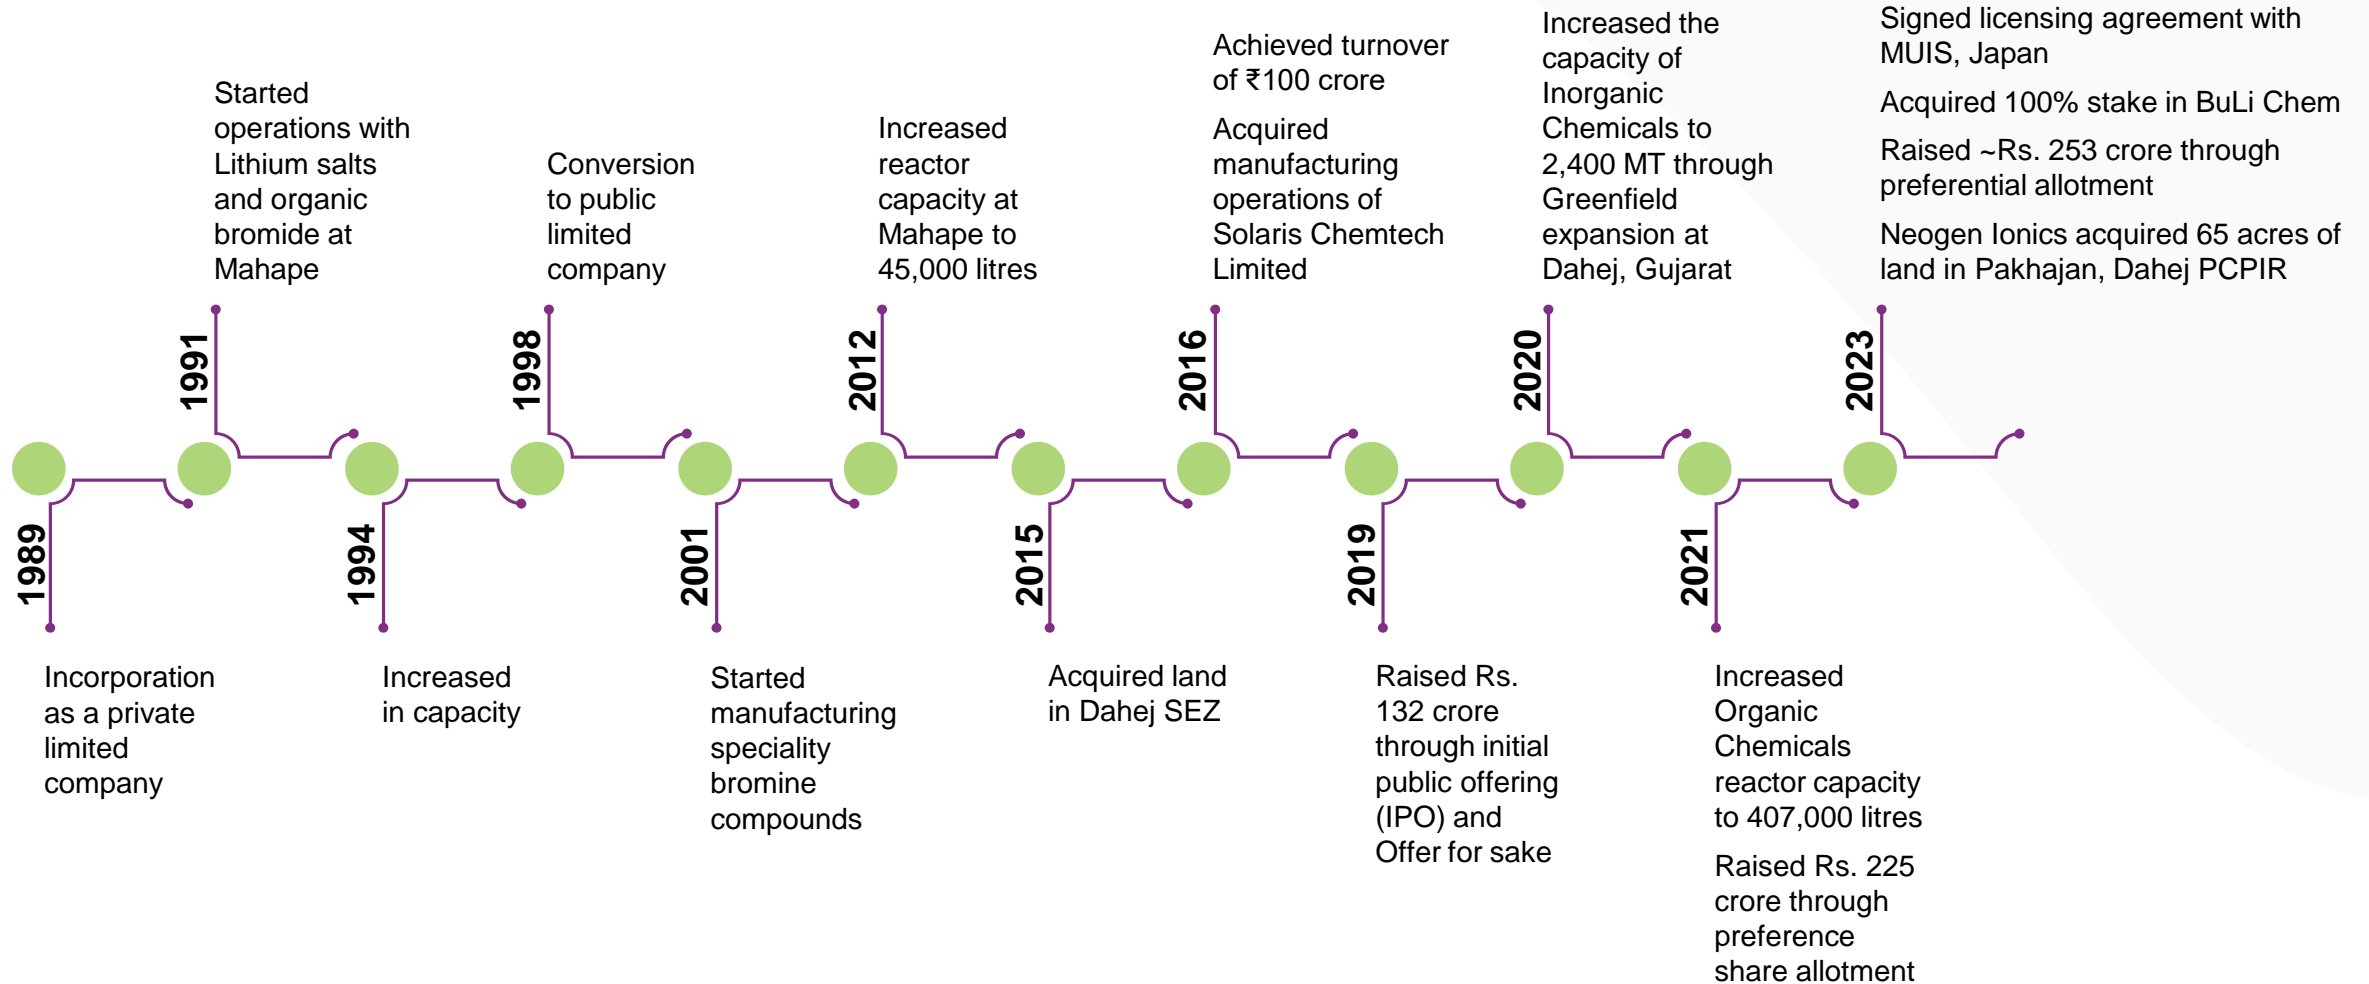 1989
Incorporation
as a private
limited
company
1991
Started
operations with
Lithium salts
and organic
bromide at
Mahape
1994
Increased
in capacity
1998
Conversion
to public
limited
company
2001
Started
manufacturing
speciality
bromine
compounds
2012
Increased
reactor
capacity at
Mahape to
45,000 litres
2015
Acquired land
in Dahej SEZ
2016
Achieved turnover
of ₹100 crore
Acquired
manufacturing
operations of
Solaris Chemtech
Limited
2019
Raised Rs.
132 crore
through initial
public offering
(IPO) and
Offer for sake
2020
Increased the
capacity of
Inorganic
Chemicals to
2,400 MT through
Greenfield
expansion at
Dahej, Gujarat
2021
Increased
Organic
Chemicals
reactor capacity
to 407,000 litres
Raised Rs. 225
crore through
preference
share allotment
2023
Signed licensing agreement with
MUIS, Japan
Acquired 100% stake in BuLi Chem
Raised ~Rs. 253 crore through
preferential allotment
Neogen Ionics acquired 65 acres of
land in Pakhajan, Dahej PCPIR